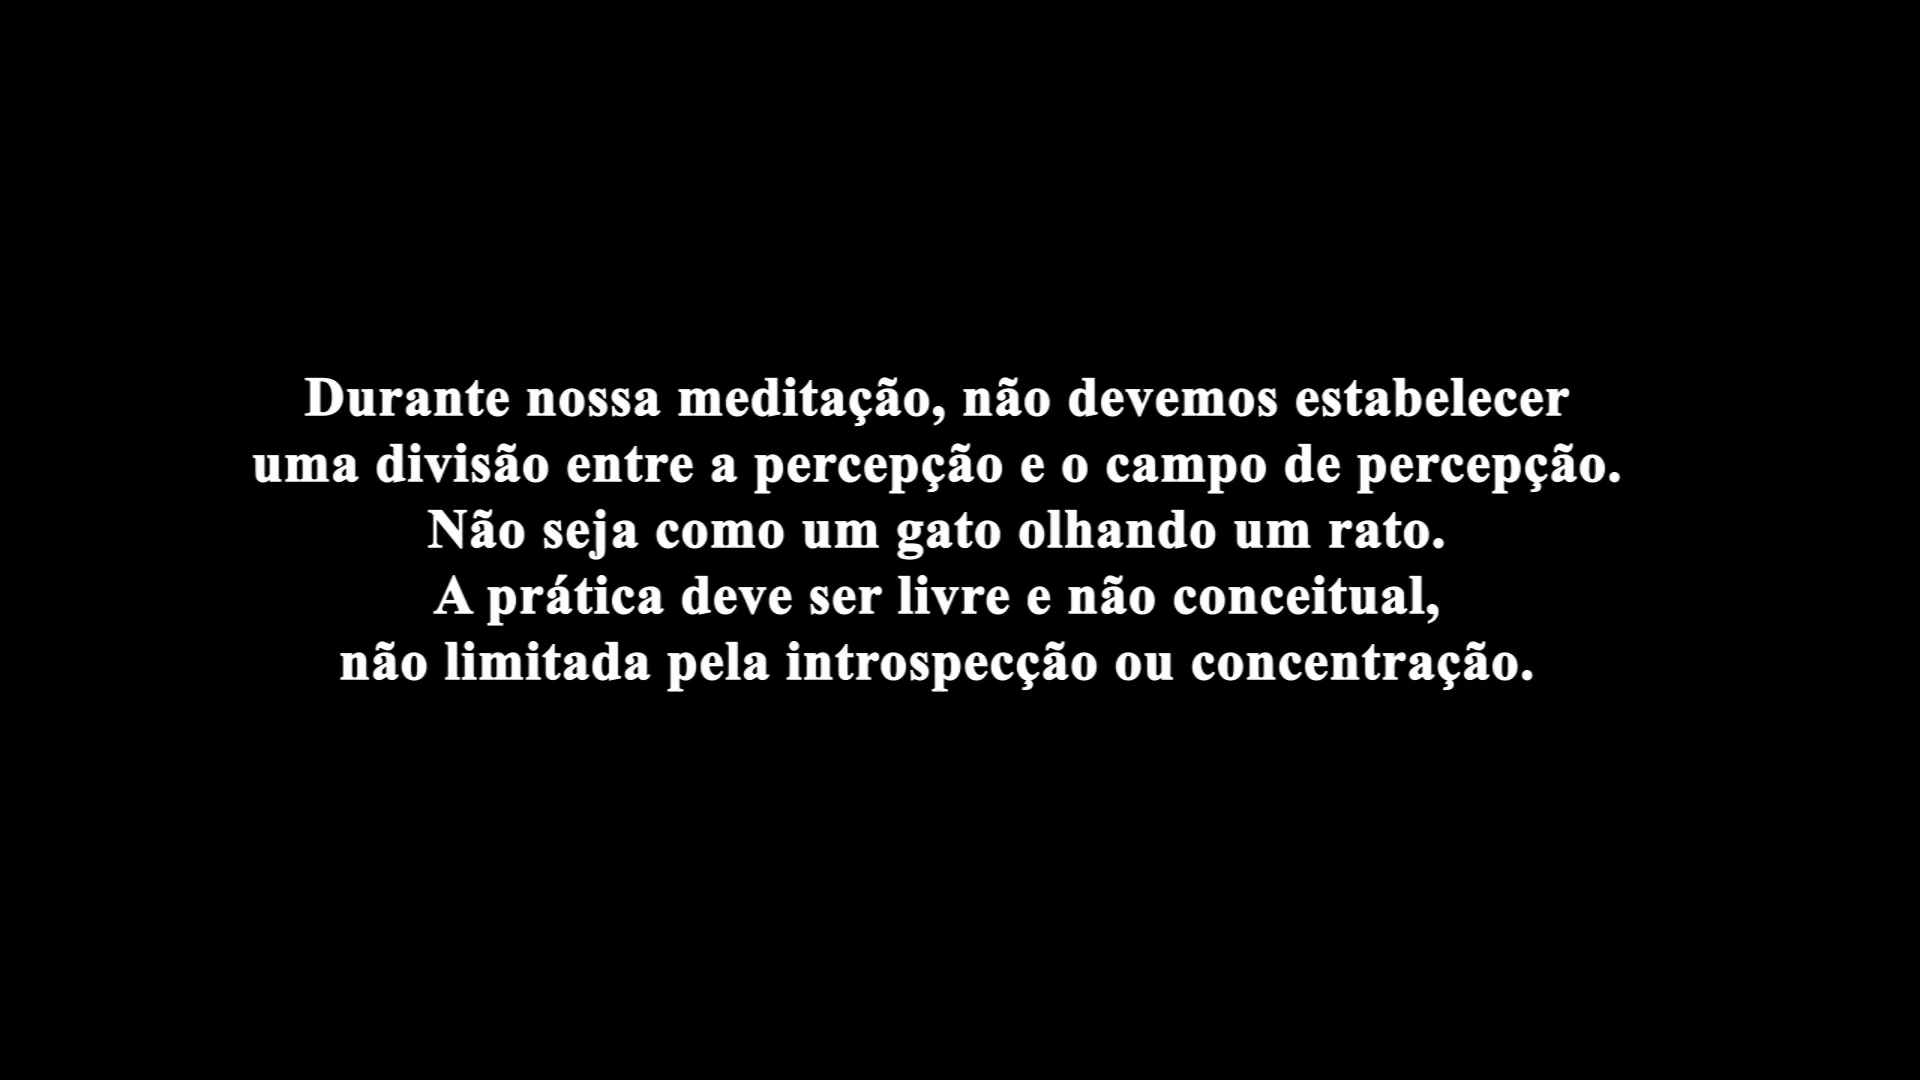 Durante nossa meditação, não devemos estabelecer
uma divisão entre a percepção e o campo de percepção.
Não seja como um gato olhando um rato.
A prática deve ser livre e não conceitual,
não limitada pela introspecção ou concentração.